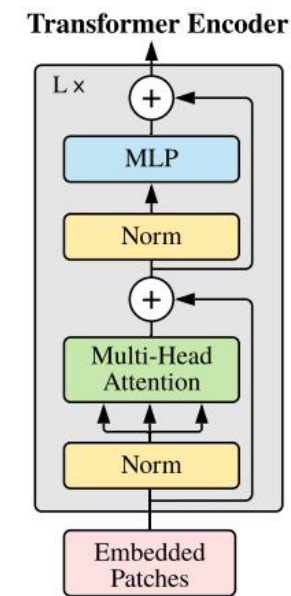 Transformer Encoder
L ×
+
MLP
Norm
+
Multi-Head
Attention
Norm
Embedded
Patches